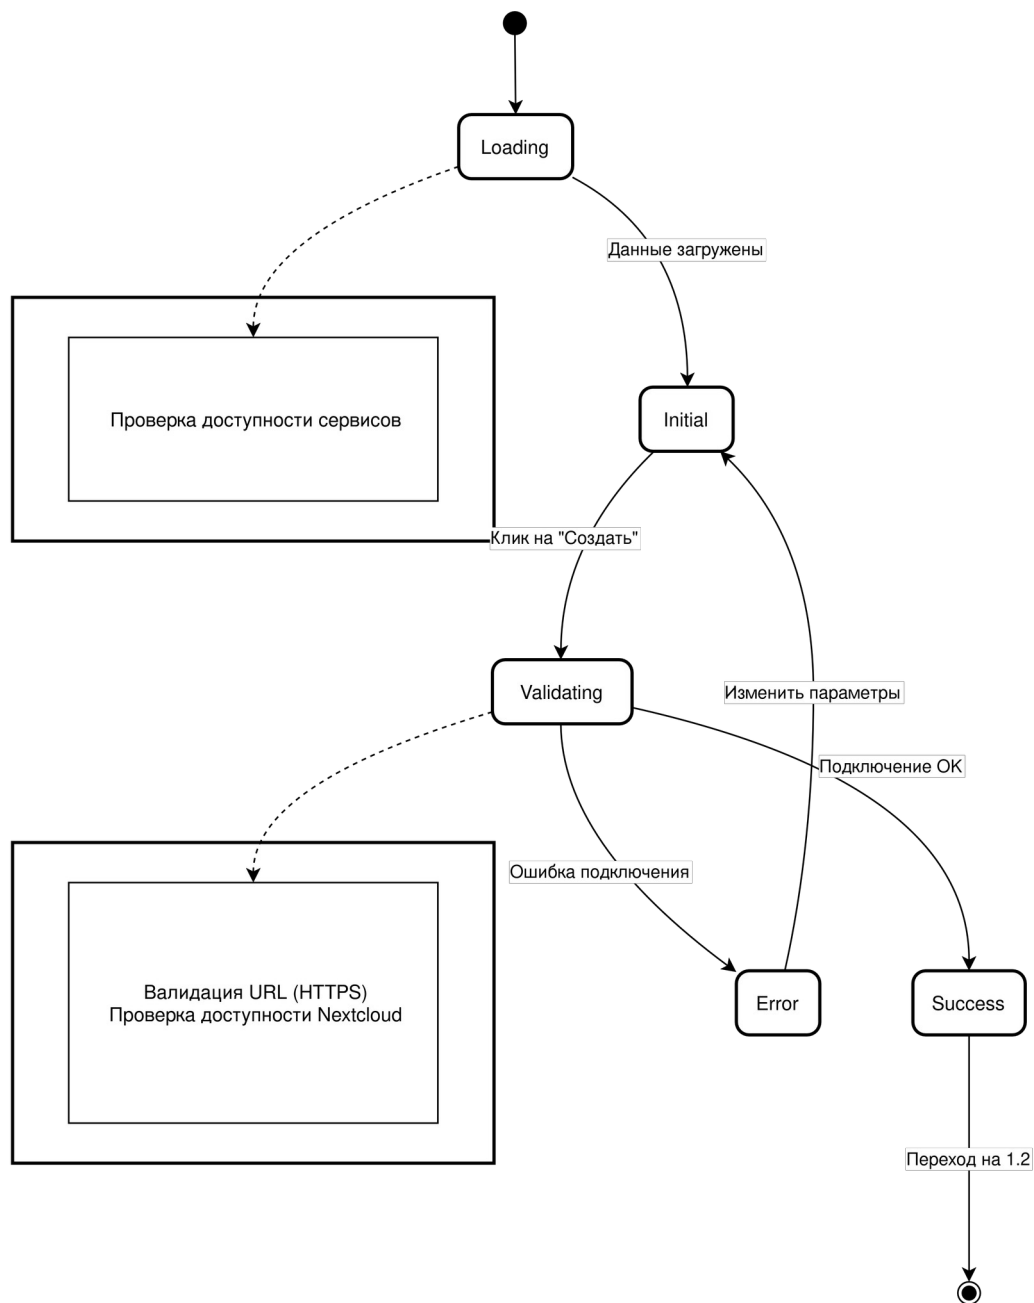 Loading
Данные загружены
Проверка доступности сервисов
Initial
Клик на "Создать"
Validating
Изменить параметры
Подключение OK
Ошибка подключения
Валидация URL (HTTPS)
Проверка доступности Nextcloud
Error
Success
Переход на 1.2